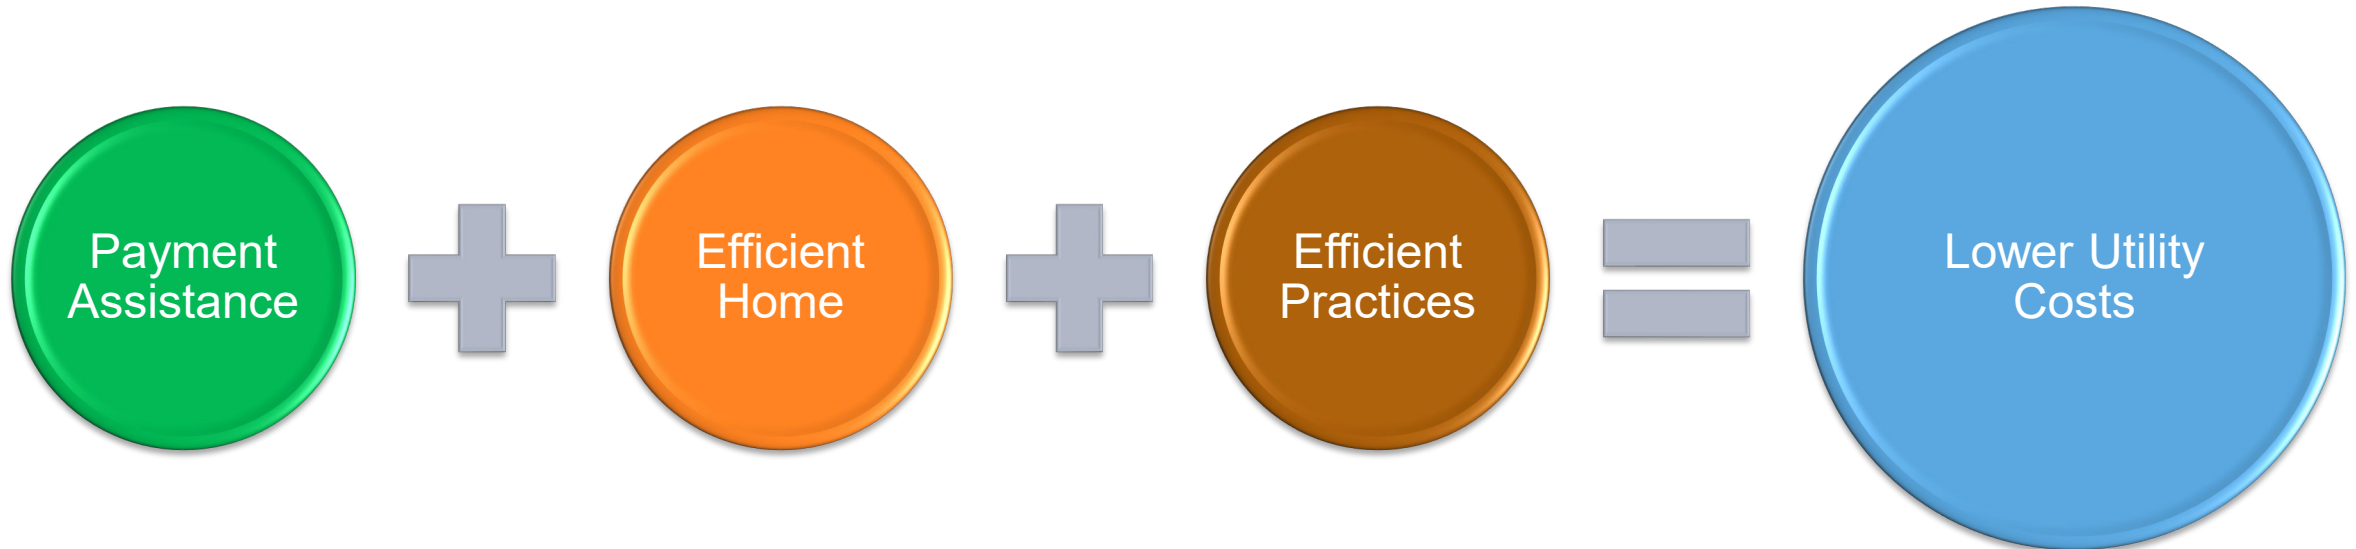 Payment
Assistance
Efficient
Home
Efficient
Practices
Lower Utility
Costs